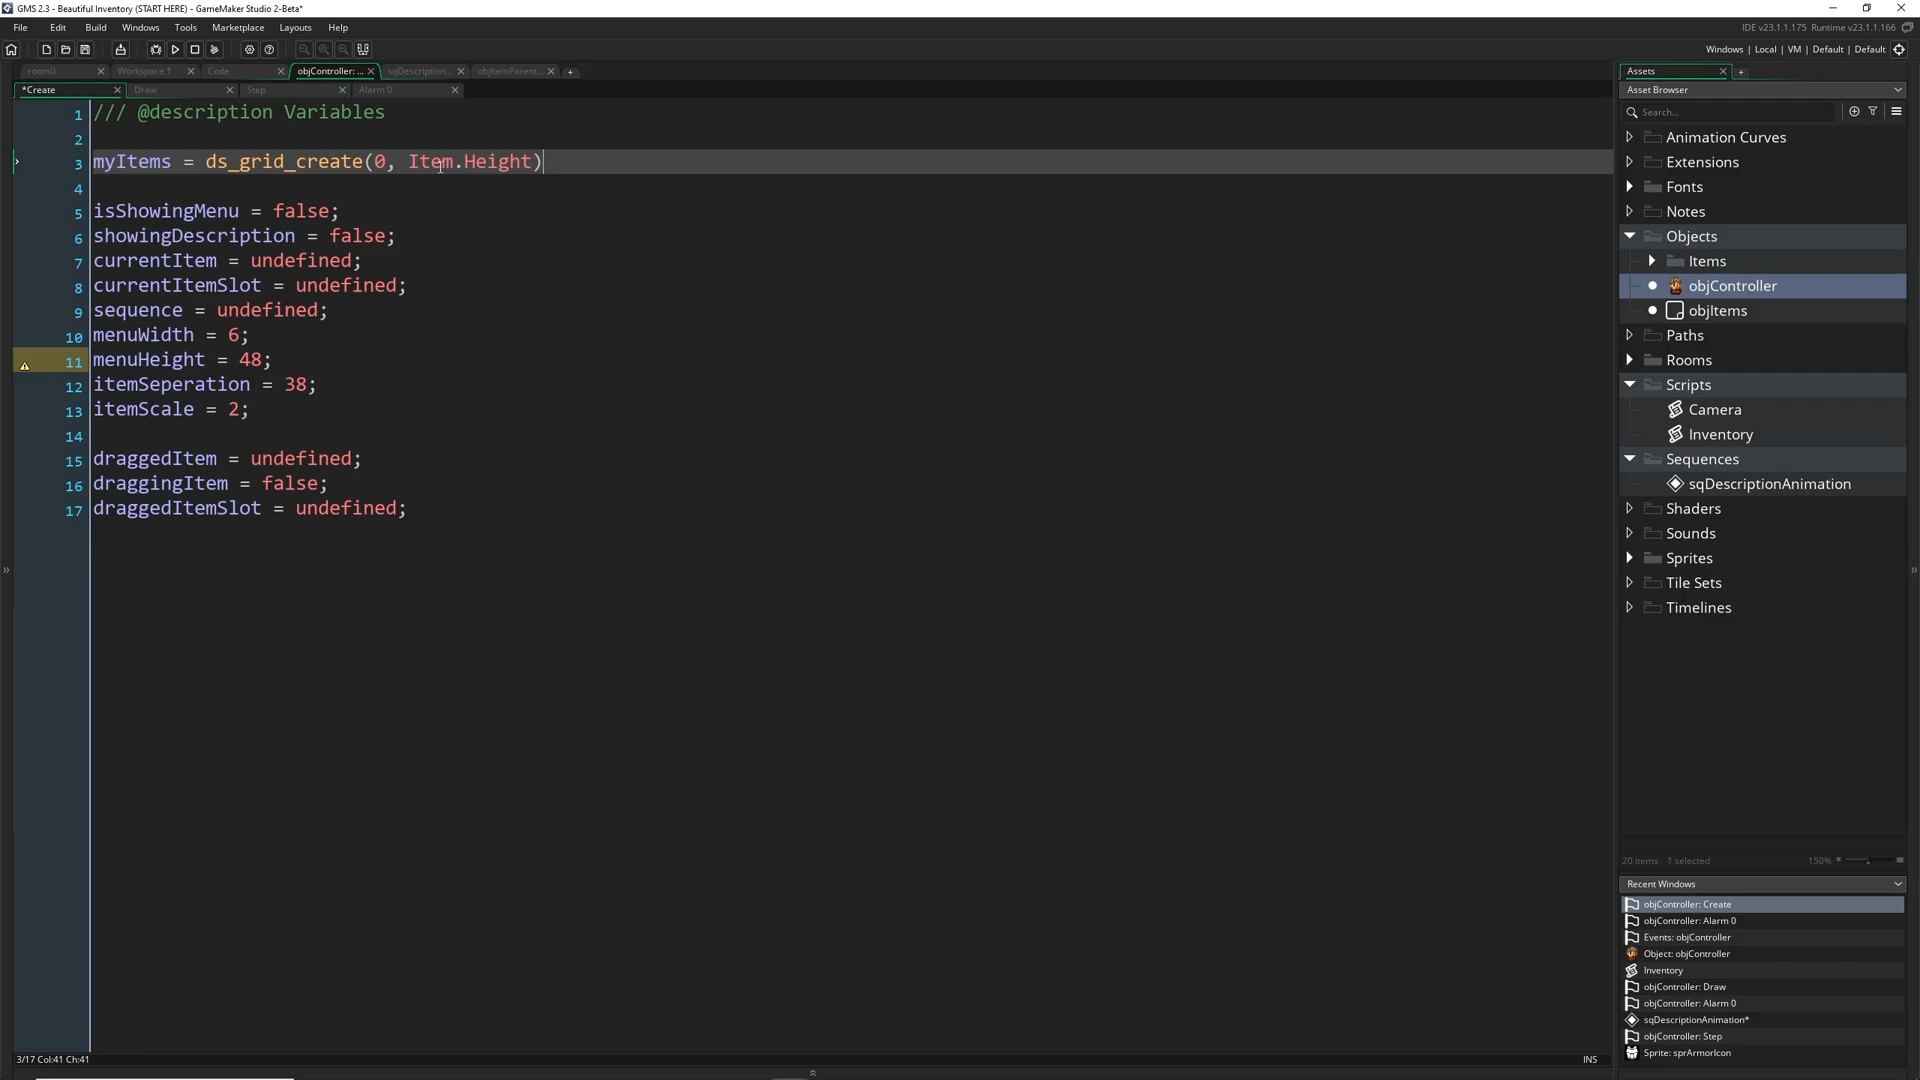 GMS 2.3 - Beautiful Inventory (START HERE) - GameMaker Studio 2-Beta*
File Edit Build Windows Tools Marketplace Layouts Help
IDE v23.1.1.175 Runtime v23.1.1.166
Windows | Local | VM | Default | Default
room0 Workspace 1 Code objController: ... sqDescription... objItemParent...
*Create Draw Step Alarm 0
1 /// @description Variables
2
3 myItems = ds_grid_create(0, Item.Height)
4
5 isShowingMenu = false;
6 showingDescription = false;
7 currentItem = undefined;
8 currentItemSlot = undefined;
9 sequence = undefined;
10 menuWidth = 6;
11 menuHeight = 48;
12 itemSeperation = 38;
13 itemScale = 2;
14
15 draggedItem = undefined;
16 draggingItem = false;
17 draggedItemSlot = undefined;
3/17 Col:41 Ch:41
INS
Assets
Asset Browser
Search...
Animation Curves
Extensions
Fonts
Notes
Objects
Items
objController
objItems
Paths
Rooms
Scripts
Camera
Inventory
Sequences
sqDescriptionAnimation
Shaders
Sounds
Sprites
Tile Sets
Timelines
20 items 1 selected 150%
Recent Windows
objController: Create
objController: Alarm 0
Events: objController
Object: objController
Inventory
objController: Draw
objController: Alarm 0
sqDescriptionAnimation*
objController: Step
Sprite: sprArmorIcon